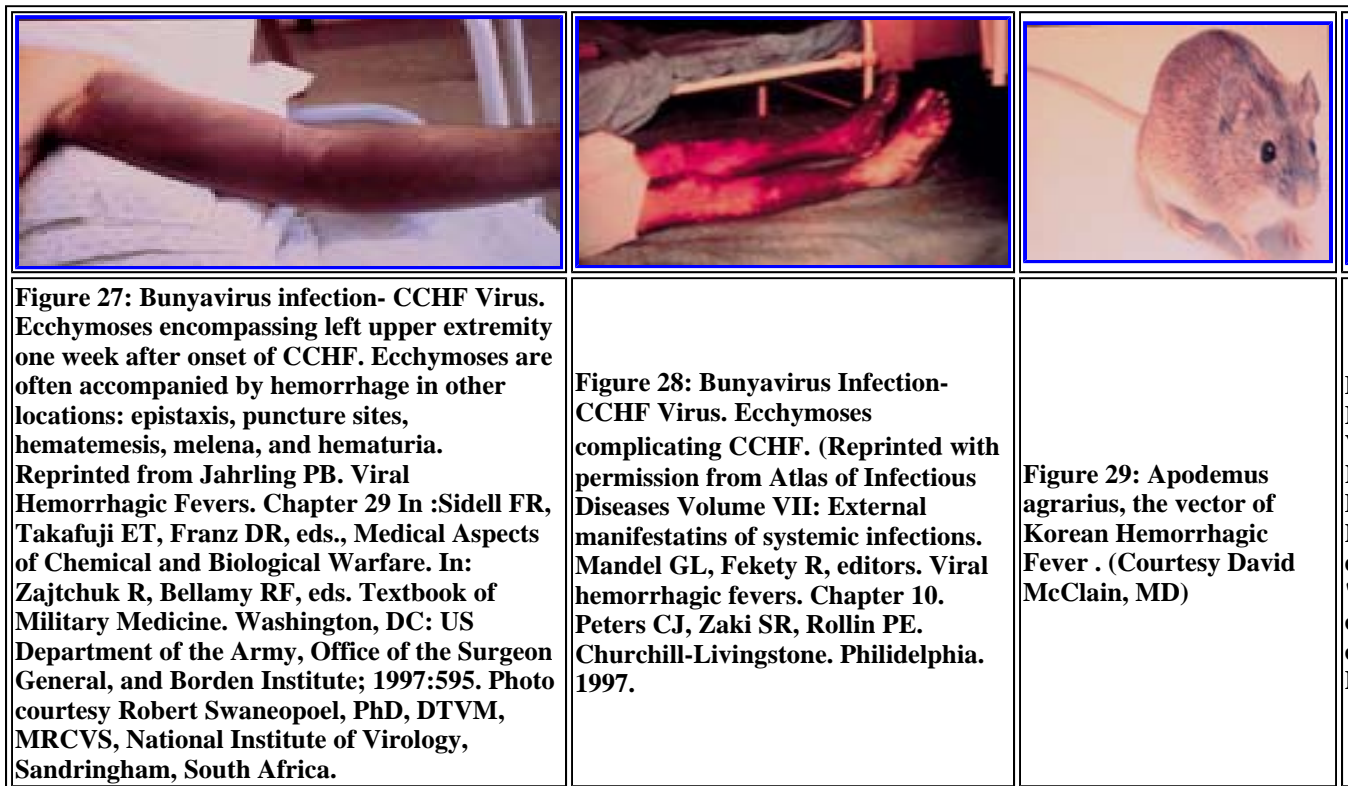 Figure 27: Bunyavirus infection- CCHF Virus.
Ecchymoses encompassing left upper extremity
one week after onset of CCHF. Ecchymoses are
often accompanied by hemorrhage in other
locations: epistaxis, puncture sites,
hematemesis, melena, and hematuria.
Reprinted from Jahrling PB. Viral
Hemorrhagic Fevers. Chapter 29 In :Sidell FR,
Takafuji ET, Franz DR, eds., Medical Aspects
of Chemical and Biological Warfare. In:
Zajtchuk R, Bellamy RF, eds. Textbook of
Military Medicine. Washington, DC: US
Department of the Army, Office of the Surgeon
General, and Borden Institute; 1997:595. Photo
courtesy Robert Swaneopoel, PhD, DTVM,
MRCVS, National Institute of Virology,
Sandringham, South Africa.
Figure 28: Bunyavirus Infection-
CCHF Virus. Ecchymoses
complicating CCHF. (Reprinted with
permission from Atlas of Infectious
Diseases Volume VII: External
manifestatins of systemic infections.
Mandel GL, Fekety R, editors. Viral
hemorrhagic fevers. Chapter 10.
Peters CJ, Zaki SR, Rollin PE.
Churchill-Livingstone. Philidelphia.
1997.
Figure 29: Apodemus
agrarius, the vector of
Korean Hemorrhagic
Fever . (Courtesy David
McClain, MD)